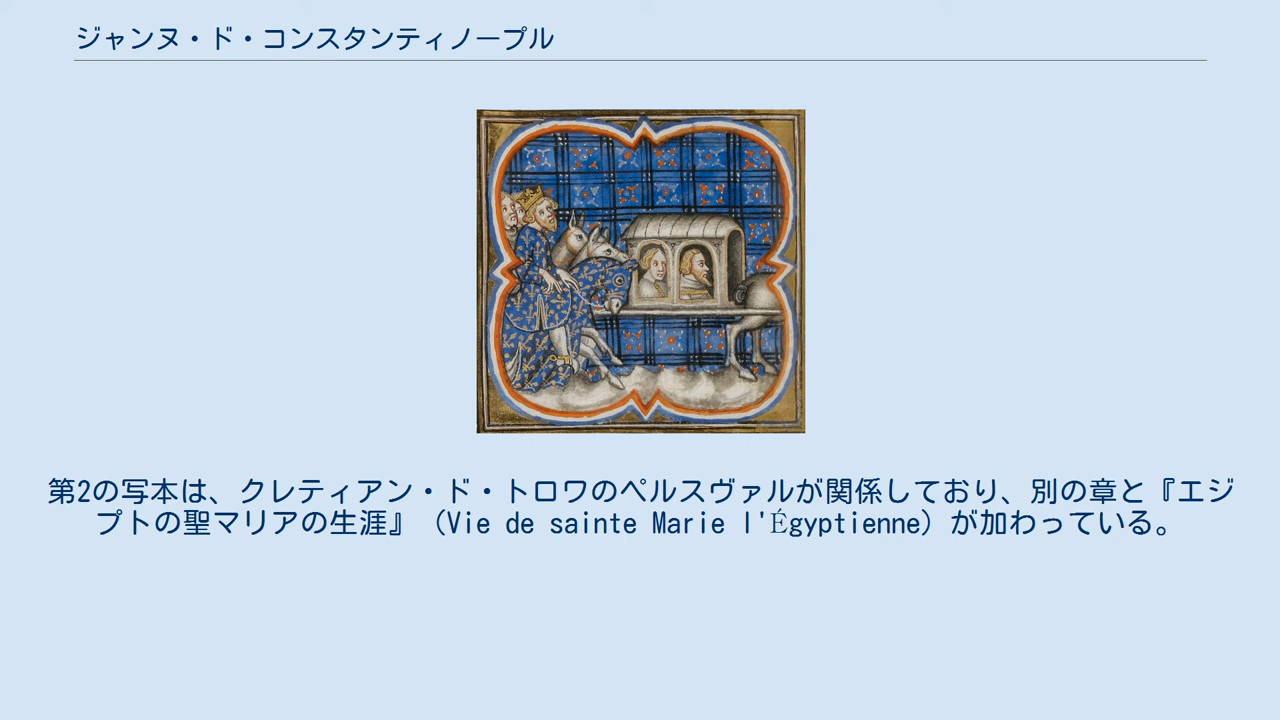 ジャンヌ・ド・コンスタンティノープル
第2の写本は、クレティアン・ド・トロワのペルスヴァルが関係しており、別の章と『エジ
プトの聖マリアの生涯』（Vie de sainte Marie l'Égyptienne）が加わっている。